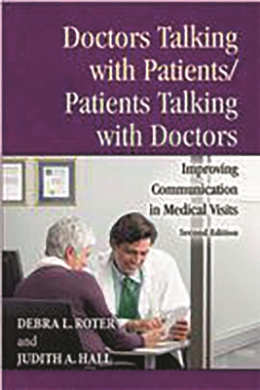 Doctors Talking
with Patients/
Patients Talking
with Doctors
Improving
Communication
in Medical Visits
Second Edition
DEBRA L. ROTER
and
JUDITH A. HALL